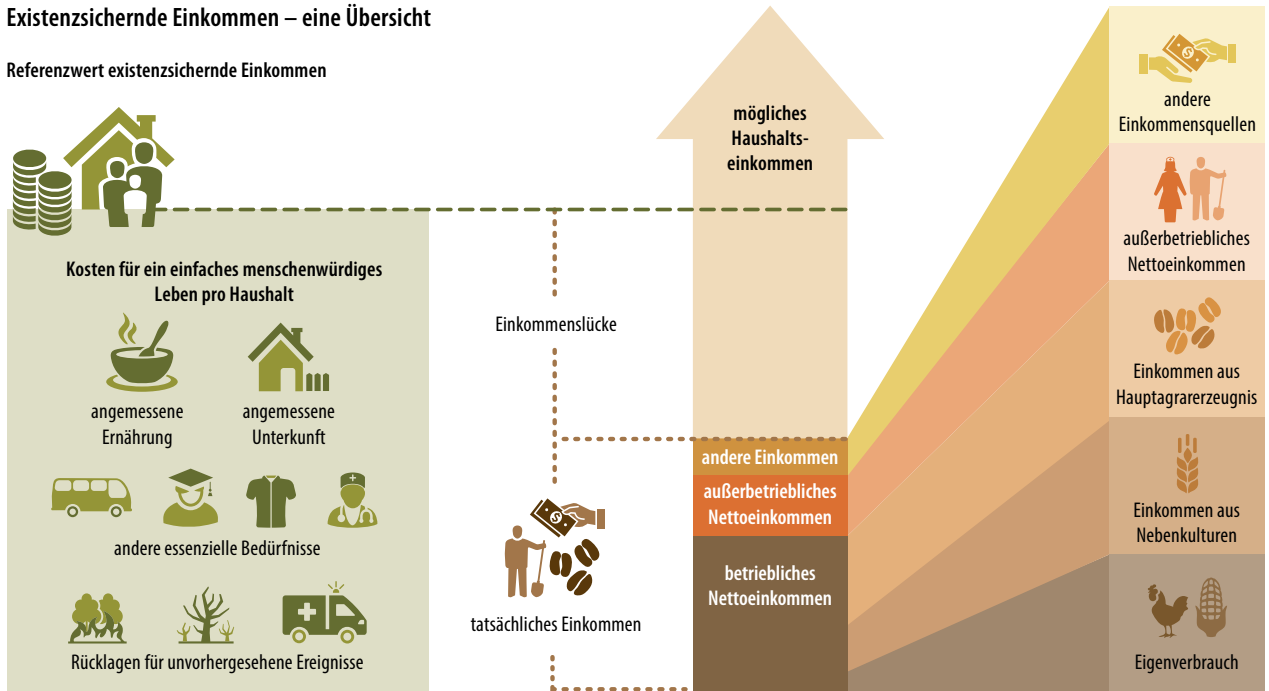 Existenzsichernde Einkommen – eine Übersicht
Referenzwert existenzsichernde Einkommen
Kosten für ein einfaches menschenwürdiges
Leben pro Haushalt
angemessene
Ernährung
angemessene
Unterkunft
andere essenzielle Bedürfnisse
Rücklagen für unvorhergesehene Ereignisse
Einkommenslücke
tatsächliches Einkommen
mögliches
Haushalts-
einkommen
andere Einkommen
außerbetriebliches
Nettoeinkommen
betriebliches
Nettoeinkommen
andere
Einkommensquellen
außerbetriebliches
Nettoeinkommen
Einkommen aus
Hauptagrarerzeugnis
Einkommen aus
Nebenkulturen
Eigenverbrauch